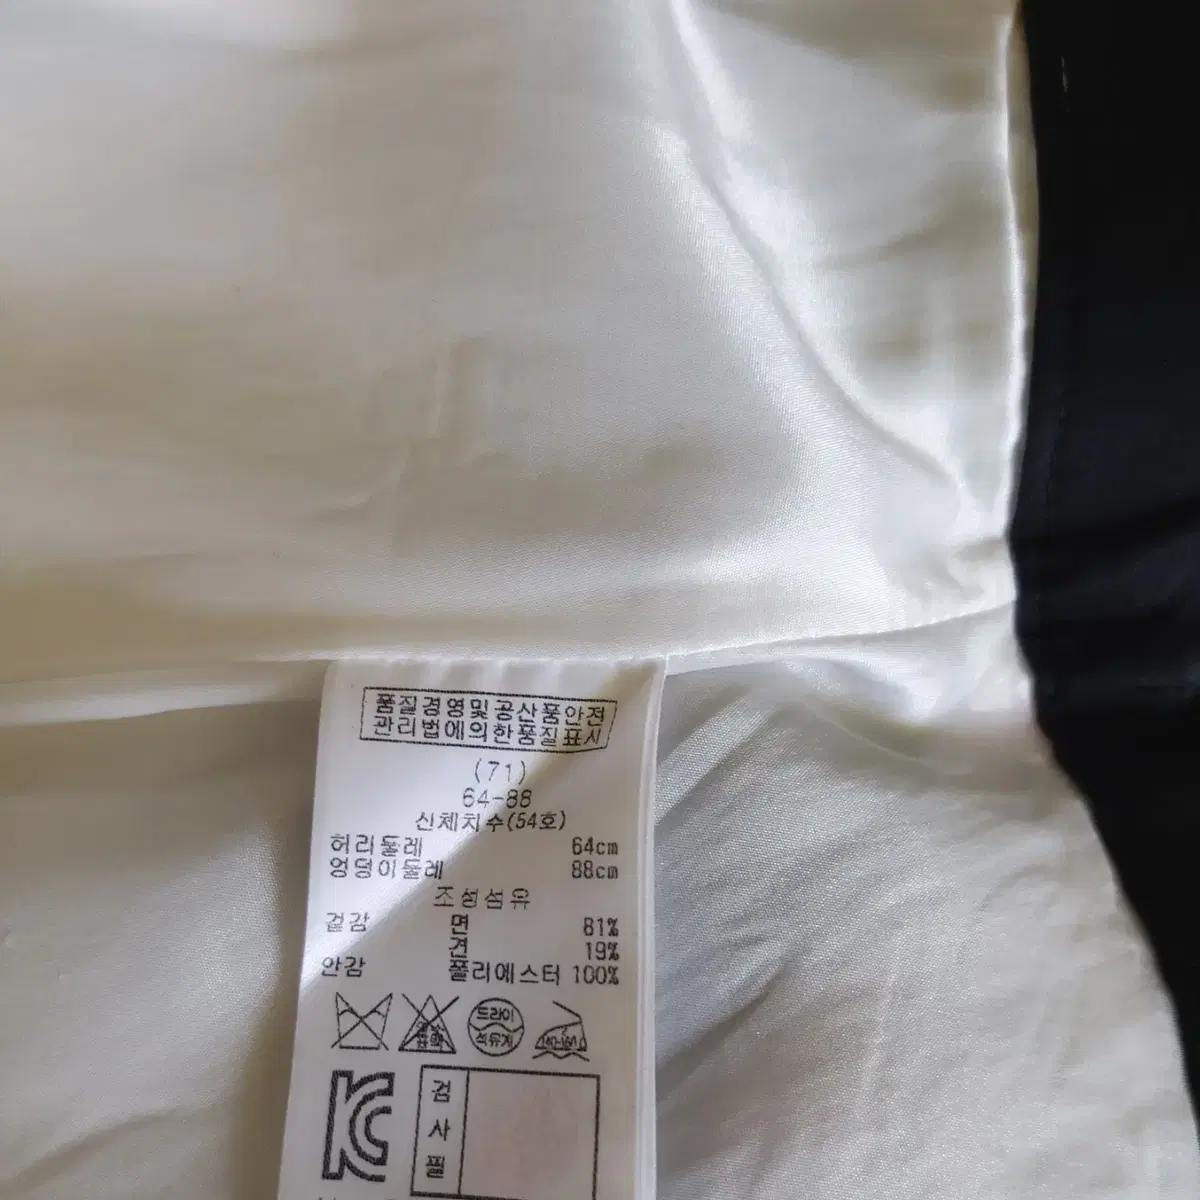 품질경영및공산품안전
관리법에의한품질표시
(71)
64-88
신체치수(54호)
허리둘레 64cm
엉덩이둘레 88cm
조성섬유
겉감 면 81%
견 19%
안감 폴리에스터 100%
드라이
석유계
140-160
검
사
필